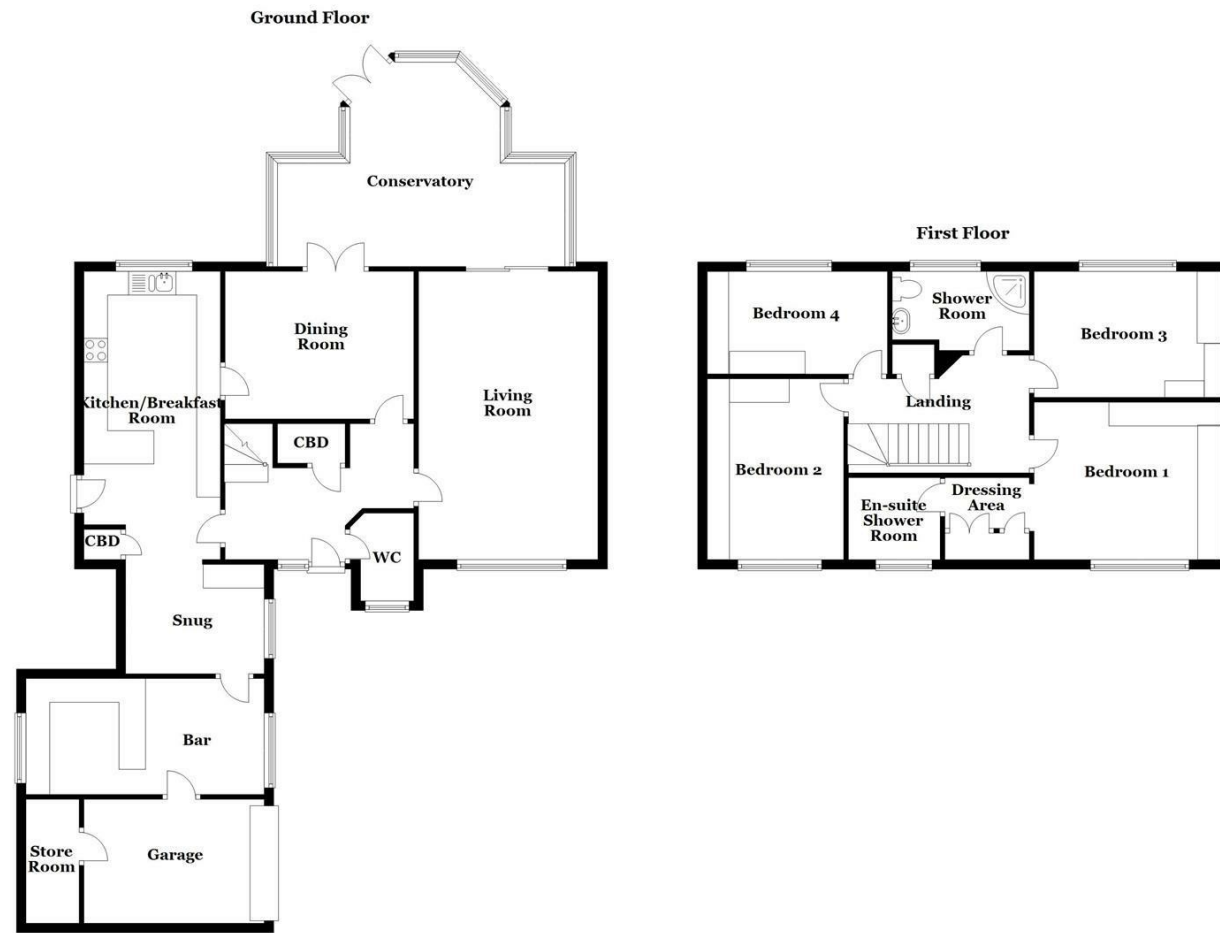 Ground Floor
Conservatory
Dining
Room
Kitchen/Breakfast
Room
Living
Room
CBD
CBD
WC
Snug
Bar
Store
Room
Garage
First Floor
Bedroom 4
Shower
Room
Bedroom 3
Landing
Bedroom 2
Bedroom 1
En-suite
Shower
Room
Dressing
Area